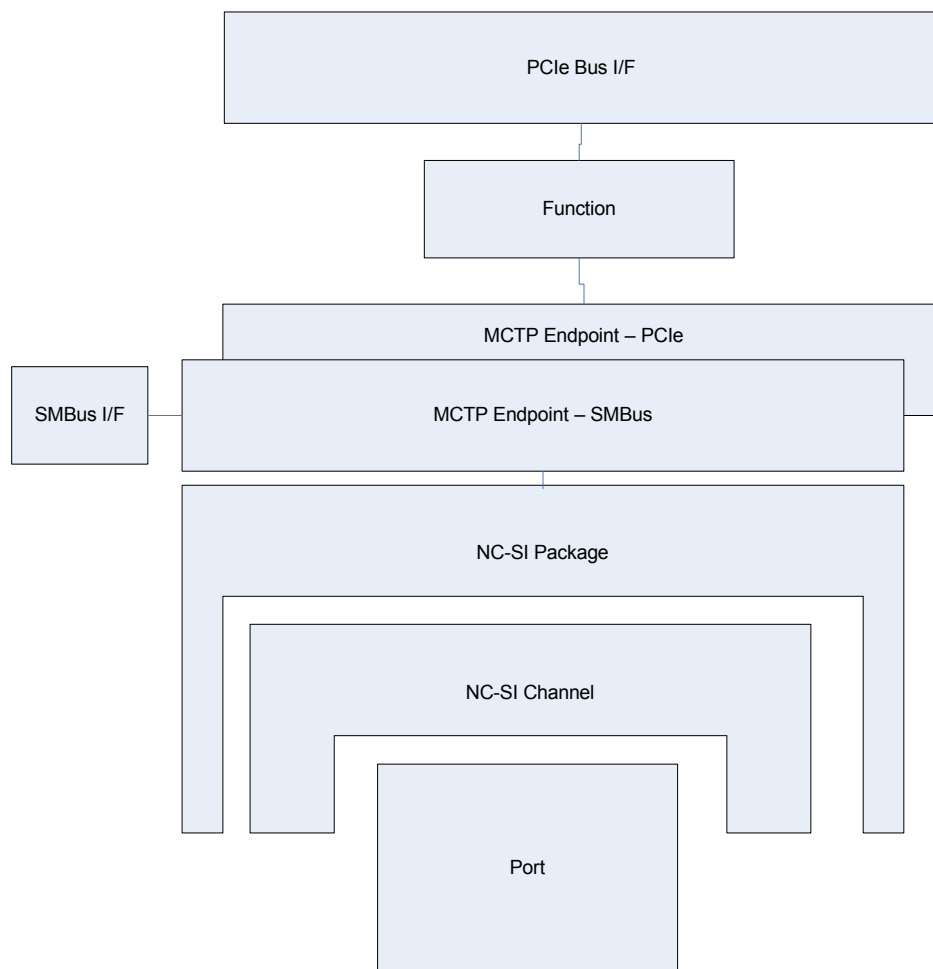 PCIe Bus I/F
Function
MCTP Endpoint – PCIe
SMBus I/F
MCTP Endpoint – SMBus
NC-SI Package
NC-SI Channel
Port